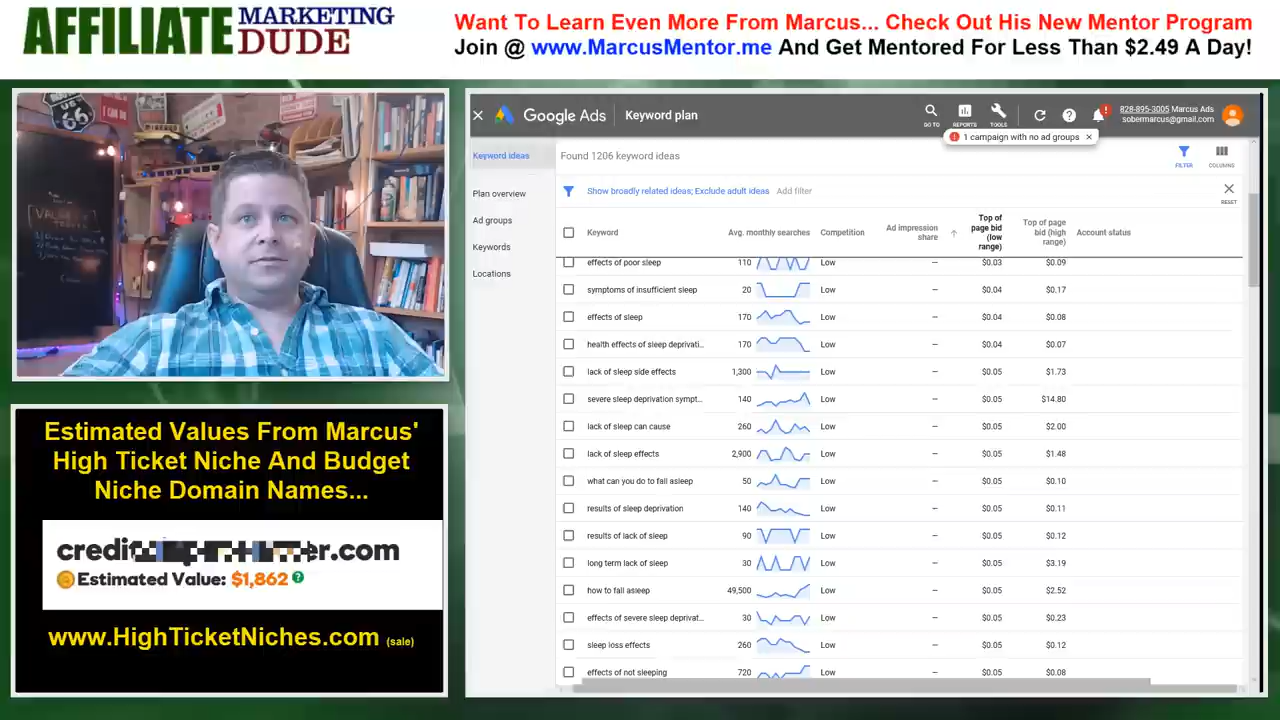 AFFILIATE MARKETING DUDE
Want To Learn Even More From Marcus... Check Out His New Mentor Program
Join @ www.MarcusMentor.me And Get Mentored For Less Than $2.49 A Day!
Google Ads Keyword plan
GO TO REPORTS TOOLS
828-895-3005 Marcus Ads
sobermarcus@gmail.com
1 campaign with no ad groups
Keyword ideas
Plan overview
Ad groups
Keywords
Locations
Found 1206 keyword ideas
FILTER COLUMNS
Show broadly related ideas; Exclude adult ideas Add filter
RESET
Keyword Avg. monthly searches Competition Ad impression share Top of page bid (low range) Top of page bid (high range) Account status
effects of poor sleep 110 Low – $0.03 $0.09
symptoms of insufficient sleep 20 Low – $0.04 $0.17
effects of sleep 170 Low – $0.04 $0.08
health effects of sleep deprivati... 170 Low – $0.04 $0.07
lack of sleep side effects 1,300 Low – $0.05 $1.73
severe sleep deprivation sympt... 140 Low – $0.05 $14.80
lack of sleep can cause 260 Low – $0.05 $2.00
lack of sleep effects 2,900 Low – $0.05 $1.48
what can you do to fall asleep 50 Low – $0.05 $0.10
results of sleep deprivation 140 Low – $0.05 $0.11
results of lack of sleep 90 Low – $0.05 $0.12
long term lack of sleep 30 Low – $0.05 $3.19
how to fall asleep 49,500 Low – $0.05 $2.52
effects of severe sleep deprivat... 30 Low – $0.05 $0.23
sleep loss effects 260 Low – $0.05 $0.12
effects of not sleeping 720 Low – $0.05 $0.08
Estimated Values From Marcus'
High Ticket Niche And Budget
Niche Domain Names...
credit er.com
Estimated Value: $1,862
www.HighTicketNiches.com (sale)